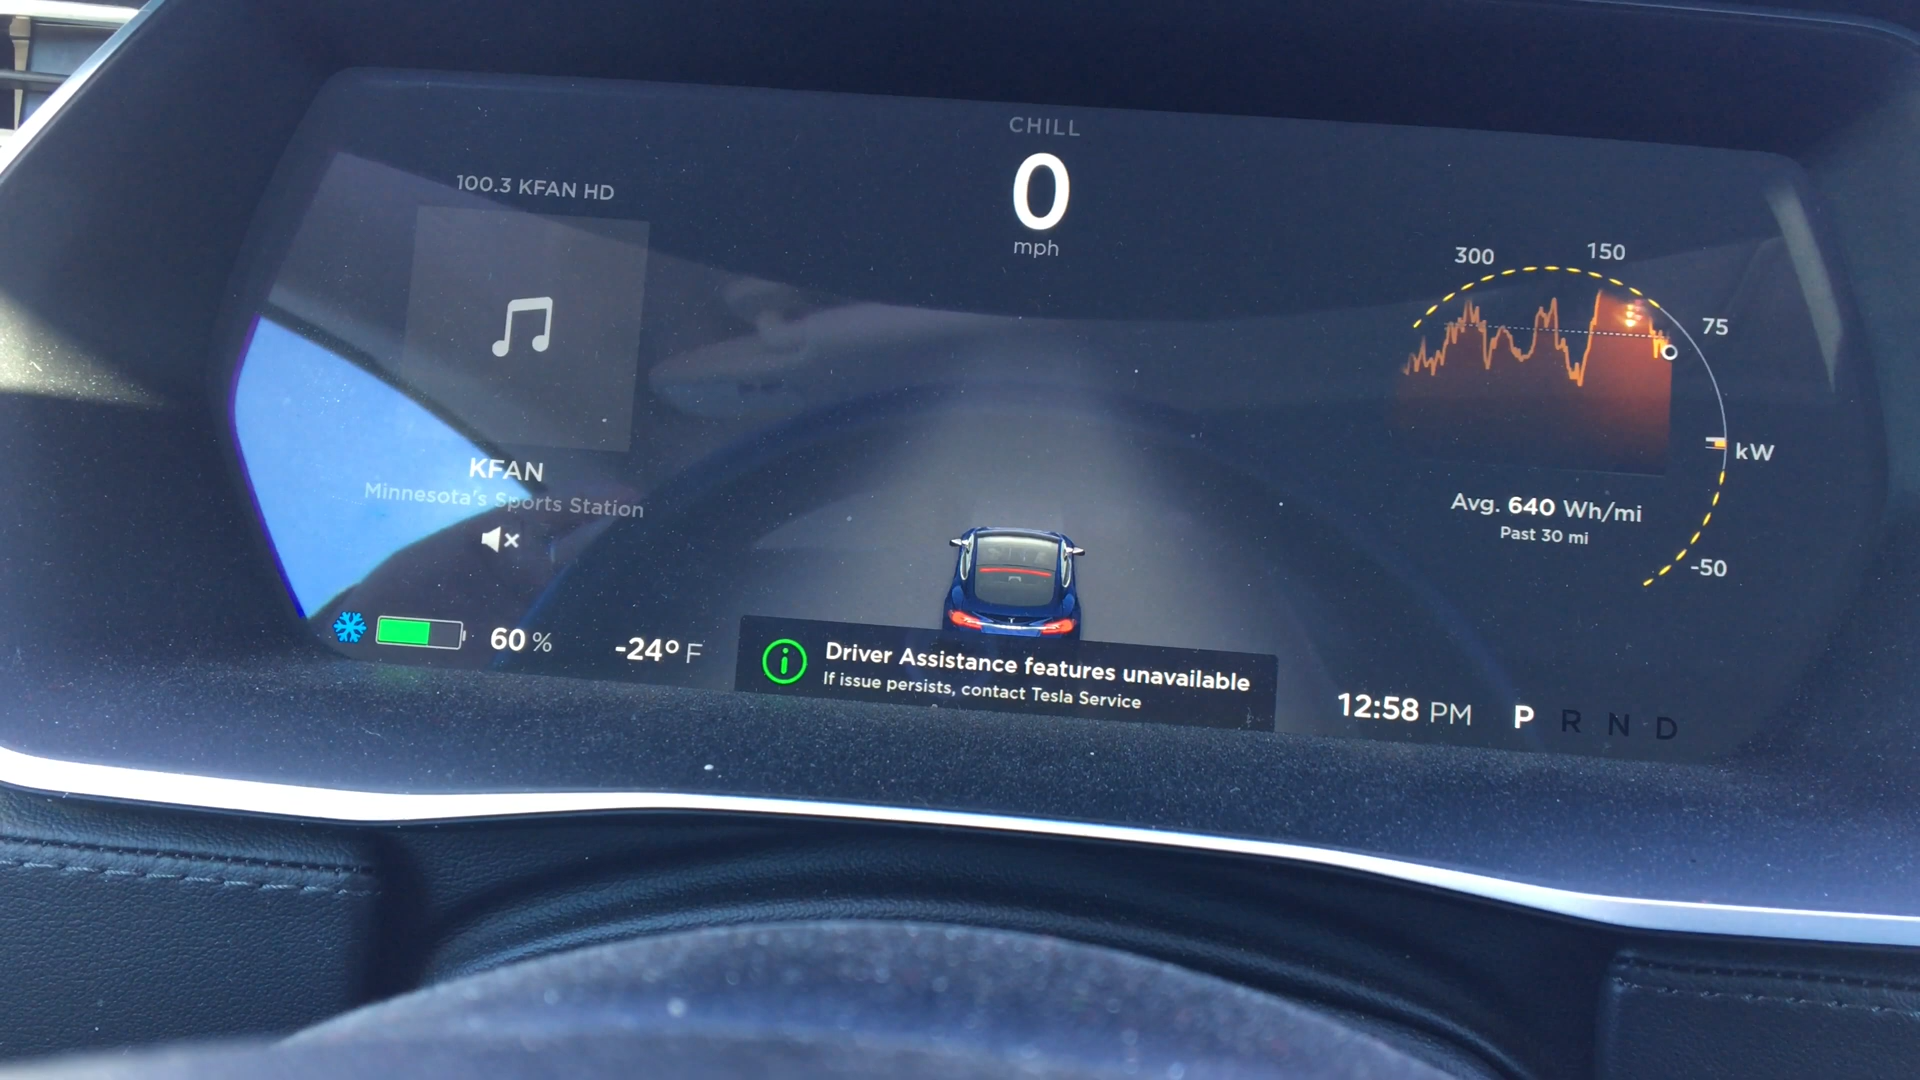 CHILL
0
mph
100.3 KFAN HD
KFAN
Minnesota's Sports Station
300
150
75
kW
-50
Avg. 640 Wh/mi
Past 30 mi
60 %
-24° F
Driver Assistance features unavailable
If issue persists, contact Tesla Service
12:58 PM
P R N D